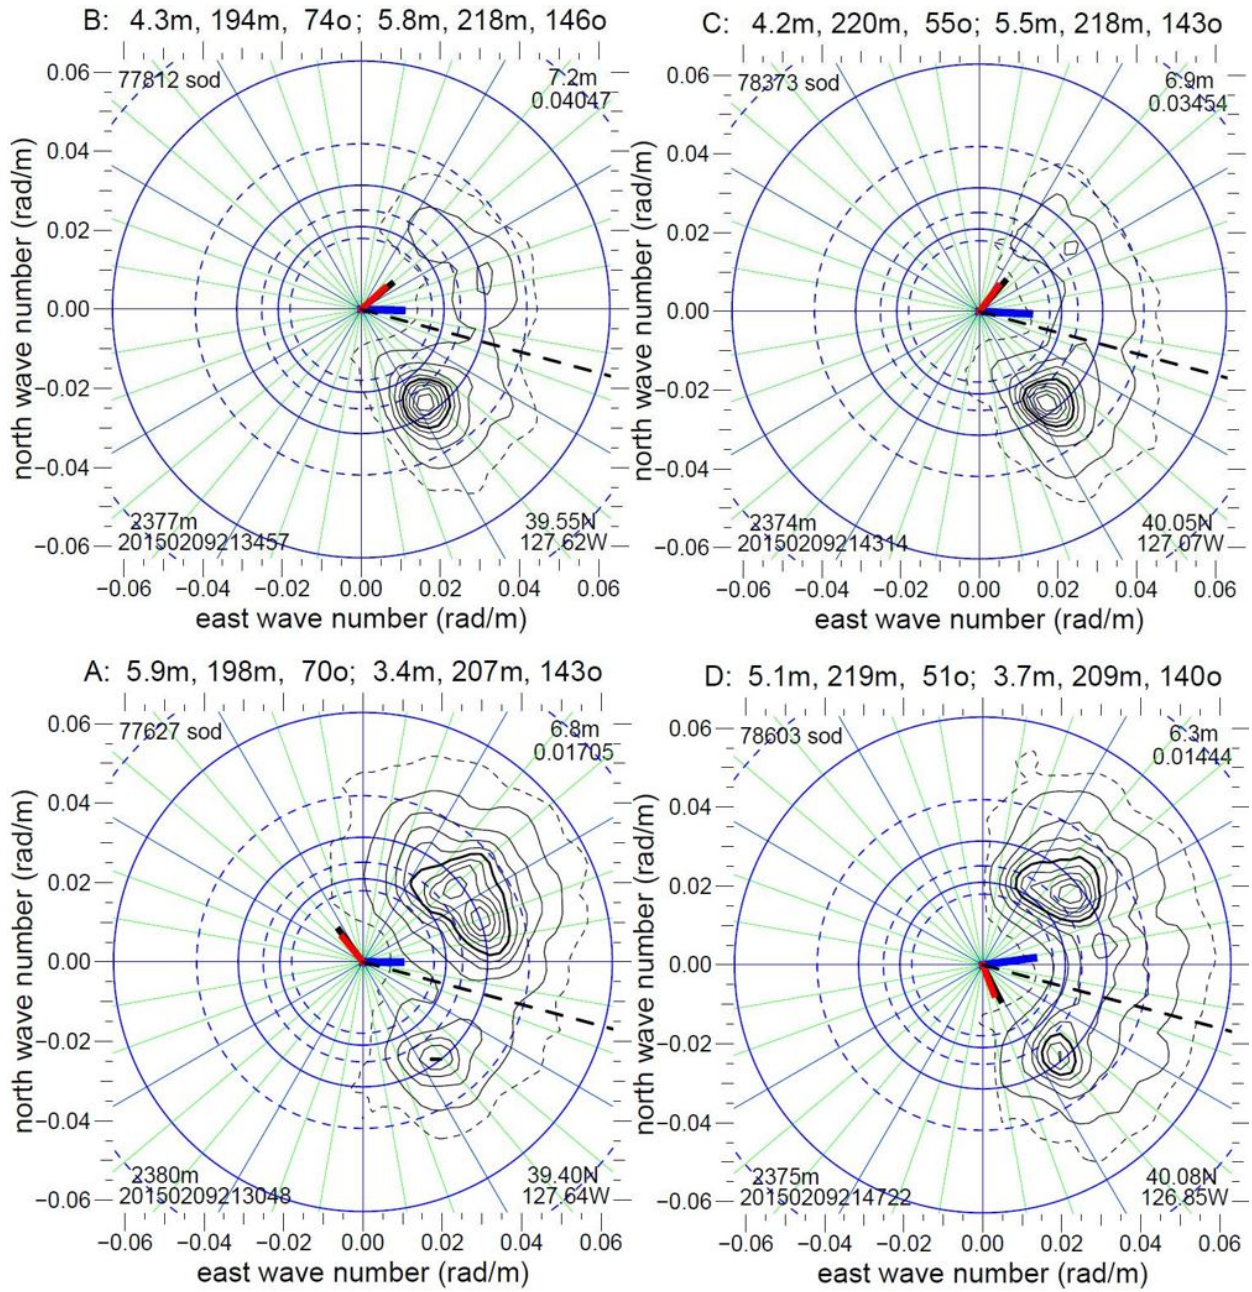 B: 4.3m, 194m, 74o; 5.8m, 218m, 146o
77812 sod
7.2m
0.04047
0.06
0.04
0.02
0.00
−0.02
−0.04
−0.06
north wave number (rad/m)
2377m
20150209213457
39.55N
127.62W
−0.06 −0.04 −0.02 0.00 0.02 0.04 0.06
east wave number (rad/m)
C: 4.2m, 220m, 55o; 5.5m, 218m, 143o
78373 sod
6.9m
0.03454
0.06
0.04
0.02
0.00
−0.02
−0.04
−0.06
north wave number (rad/m)
2374m
20150209214314
40.05N
127.07W
−0.06 −0.04 −0.02 0.00 0.02 0.04 0.06
east wave number (rad/m)
A: 5.9m, 198m, 70o; 3.4m, 207m, 143o
77627 sod
6.8m
0.01705
0.06
0.04
0.02
0.00
−0.02
−0.04
−0.06
north wave number (rad/m)
2380m
20150209213048
39.40N
127.64W
−0.06 −0.04 −0.02 0.00 0.02 0.04 0.06
east wave number (rad/m)
D: 5.1m, 219m, 51o; 3.7m, 209m, 140o
78603 sod
6.3m
0.01444
0.06
0.04
0.02
0.00
−0.02
−0.04
−0.06
north wave number (rad/m)
2375m
20150209214722
40.08N
126.85W
−0.06 −0.04 −0.02 0.00 0.02 0.04 0.06
east wave number (rad/m)